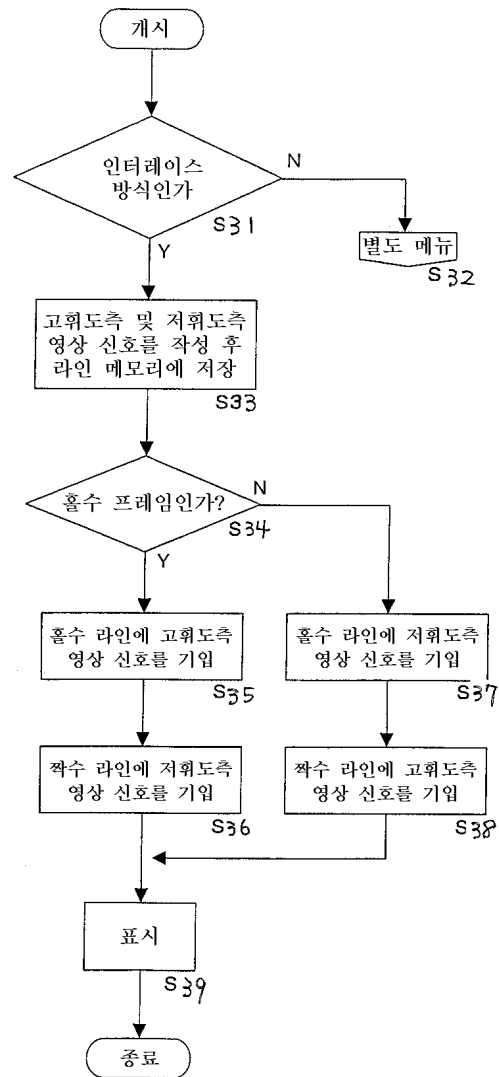 개시
인터레이스
방식인가
N
S31
Y
별도 메뉴
S32
고휘도측 및 저휘도측
영상 신호를 작성 후
라인 메모리에 저장
S33
홀수 프레임인가?
N
S34
Y
홀수 라인에 고휘도측
영상 신호를 기입
S35
홀수 라인에 저휘도측
영상 신호를 기입
S37
짝수 라인에 저휘도측
영상 신호를 기입
S36
짝수 라인에 고휘도측
영상 신호를 기입
S38
표시
S39
종료